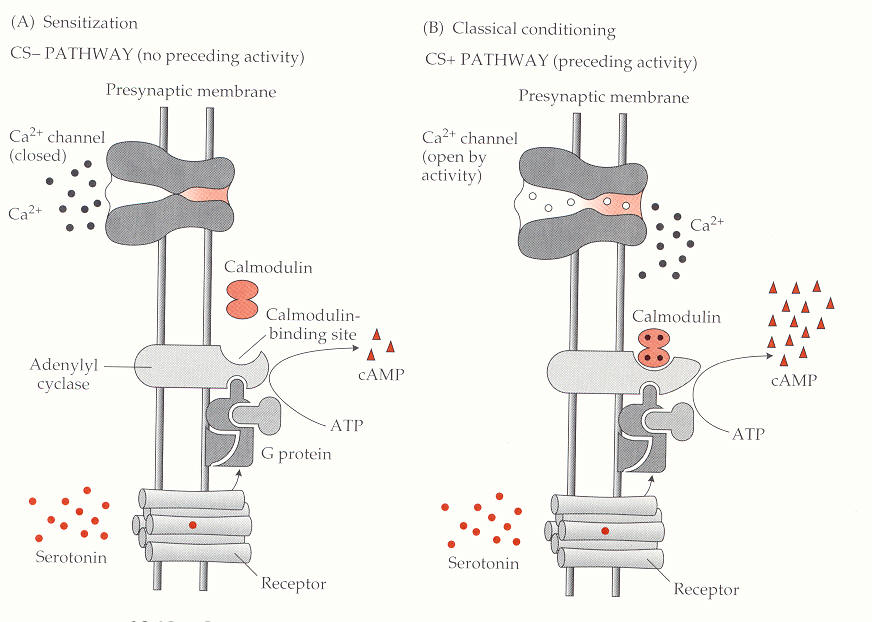 (A) Sensitization
CS– PATHWAY (no preceding activity)
Presynaptic membrane
Ca2+ channel
(closed)
Ca2+
Calmodulin
Calmodulin-
binding site
Adenylyl
cyclase
cAMP
ATP
G protein
Serotonin
Receptor
(B) Classical conditioning
CS+ PATHWAY (preceding activity)
Presynaptic membrane
Ca2+ channel
(open by
activity)
Ca2+
Calmodulin
cAMP
ATP
Serotonin
Receptor